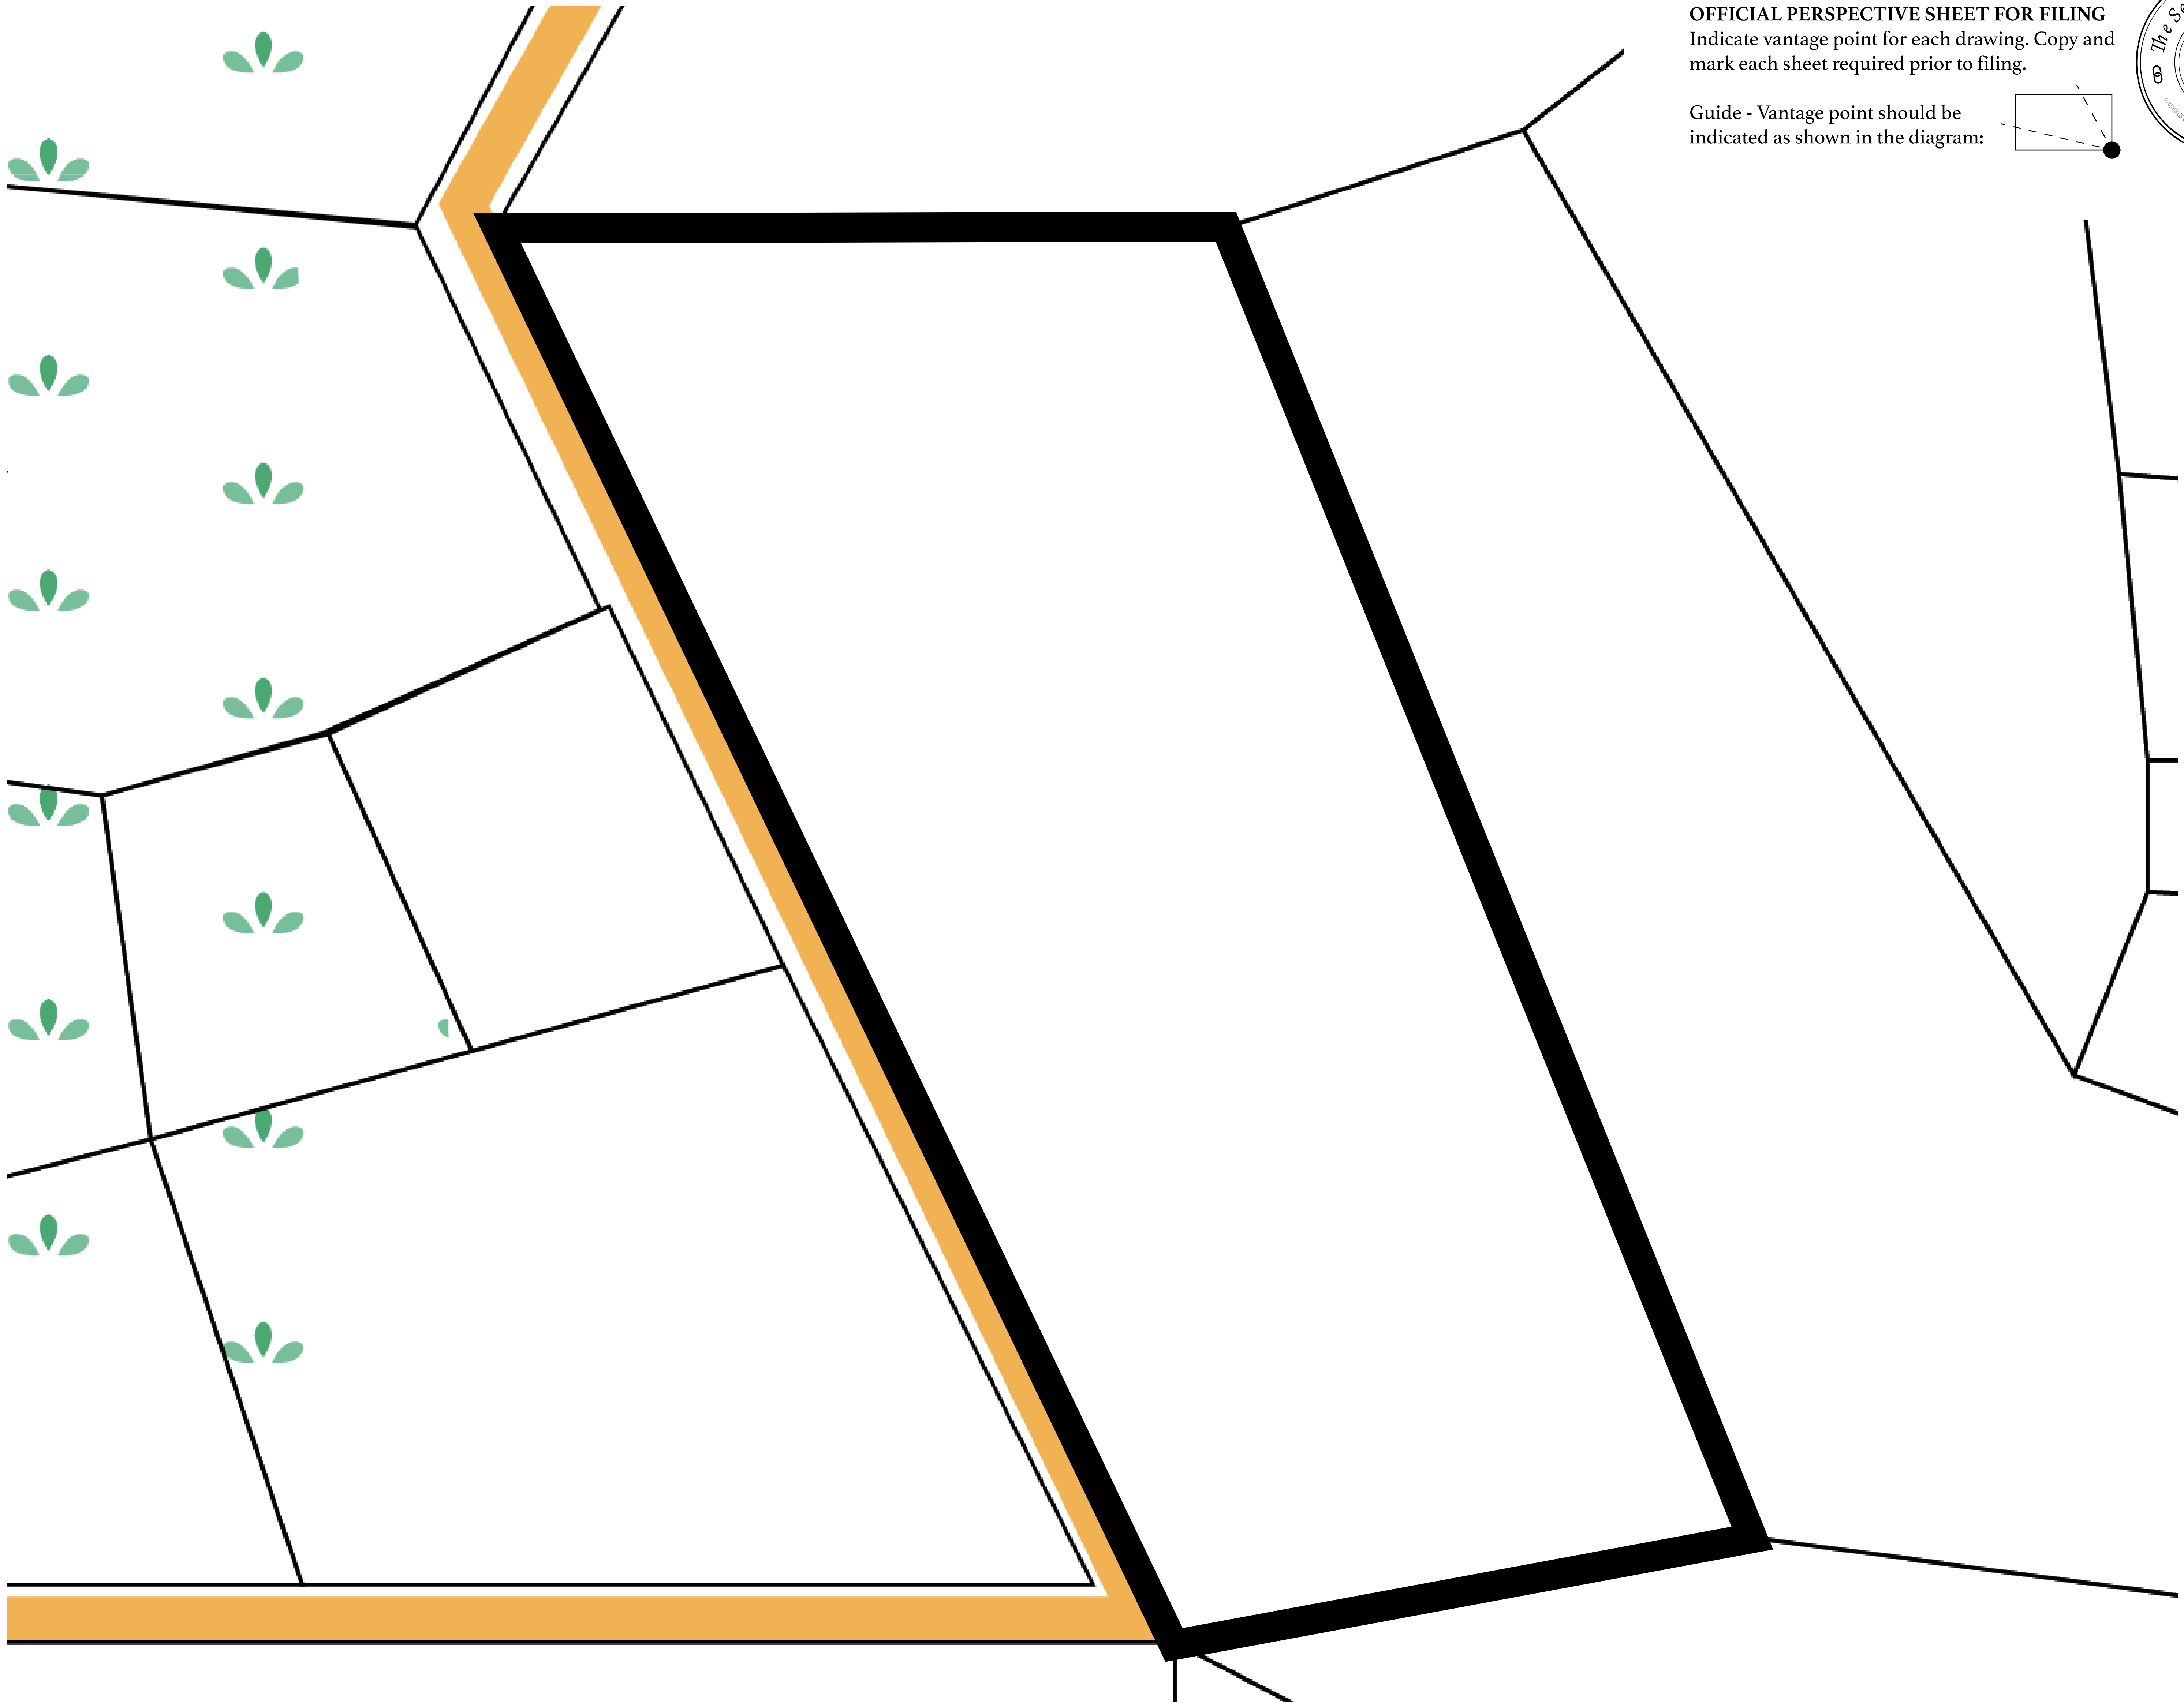 OFFICIAL PERSPECTIVE SHEET FOR FILING
Indicate vantage point for each drawing. Copy and
mark each sheet required prior to filing.
Guide - Vantage point should be
indicated as shown in the diagram:
The